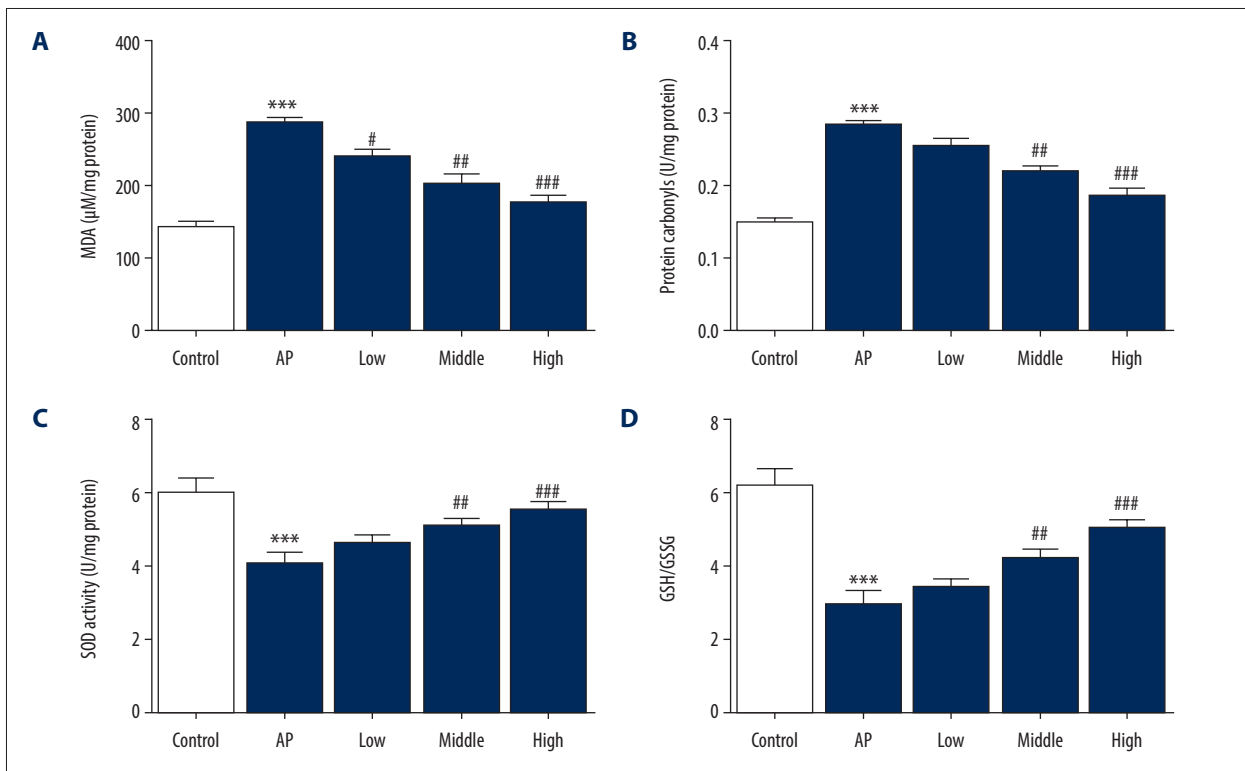 A
MDA (µM/mg protein)
400
300
200
100
0
***
#
##
###
Control AP Low Middle High
B
Protein carbonyls (U/mg protein)
0.4
0.3
0.2
0.1
0.0
***
##
###
Control AP Low Middle High
C
SOD activity (U/mg protein)
8
6
4
2
0
***
##
###
Control AP Low Middle High
D
GSH/GSSG
8
6
4
2
0
***
##
###
Control AP Low Middle High